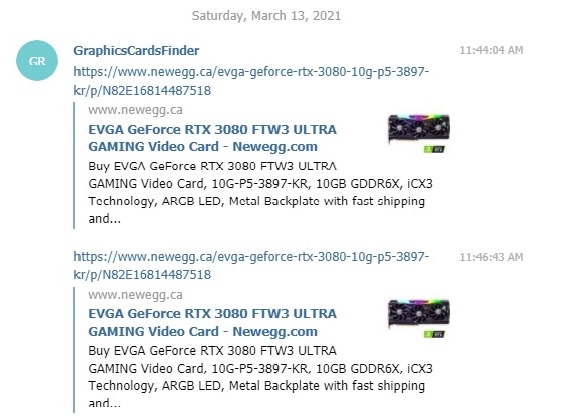 Saturday, March 13, 2021
GR
GraphicsCardsFinder 11:44:04 AM
https://www.newegg.ca/evga-geforce-rtx-3080-10g-p5-3897-
kr/p/N82E16814487518
www.newegg.ca
EVGA GeForce RTX 3080 FTW3 ULTRA
GAMING Video Card - Newegg.com
Buy EVGA GeForce RTX 3080 FTW3 ULTRA
GAMING Video Card, 10G-P5-3897-KR, 10GB GDDR6X, iCX3
Technology, ARGB LED, Metal Backplate with fast shipping
and...
https://www.newegg.ca/evga-geforce-rtx-3080-10g-p5-3897- 11:46:43 AM
kr/p/N82E16814487518
www.newegg.ca
EVGA GeForce RTX 3080 FTW3 ULTRA
GAMING Video Card - Newegg.com
Buy EVGA GeForce RTX 3080 FTW3 ULTRA
GAMING Video Card, 10G-P5-3897-KR, 10GB GDDR6X, iCX3
Technology, ARGB LED, Metal Backplate with fast shipping
and...